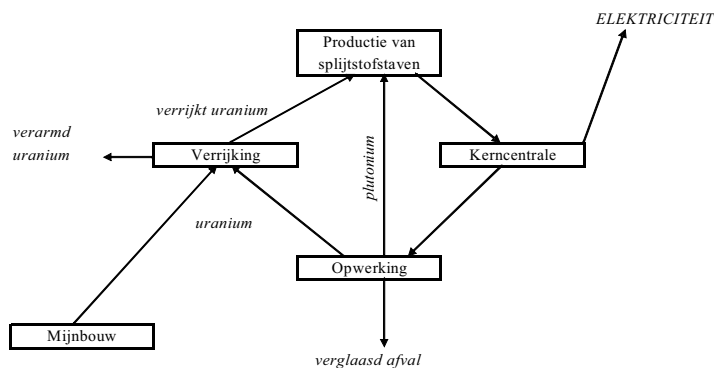 ELEKTRICITEIT
Productie van
splijtstofstaven
verrijkt uranium
verarmd
uranium
Verrijking
plutonium
Kerncentrale
uranium
Opwerking
Mijnbouw
verglaasd afval